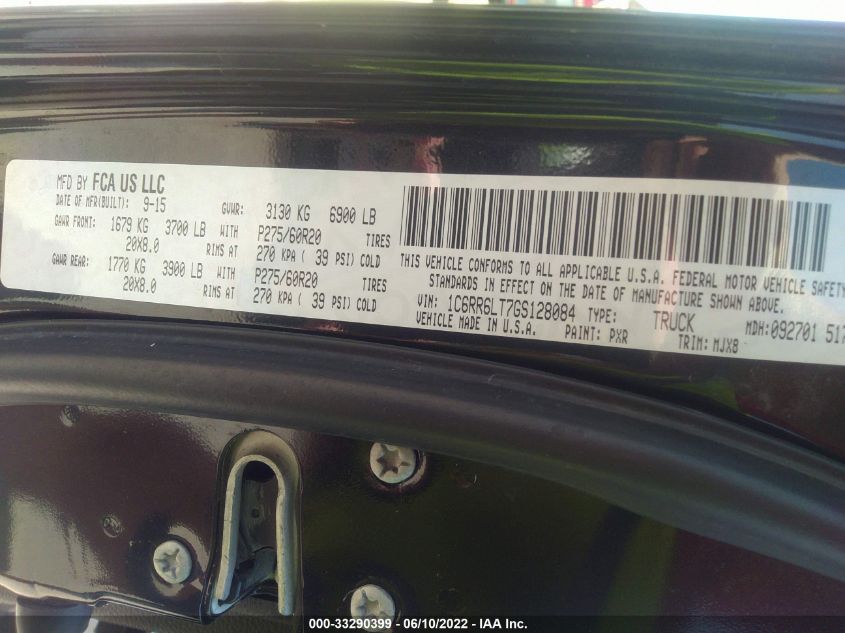 MFD BY FCA US LLC
DATE OF MFR(BUILT): 9-15 GVWR: 3130 KG 6900 LB
GAWR FRONT: 1679 KG 3700 LB WITH P275/60R20 TIRES
20X8.0 RIMS AT 270 KPA ( 39 PSI) COLD
GAWR REAR: 1770 KG 3900 LB WITH P275/60R20 TIRES
20X8.0 RIMS AT 270 KPA ( 39 PSI) COLD
THIS VEHICLE CONFORMS TO ALL APPLICABLE U.S.A. FEDERAL MOTOR VEHICLE SAFETY
STANDARDS IN EFFECT ON THE DATE OF MANUFACTURE SHOWN ABOVE.
VIN: 1C6RR6LT7GS128084 TYPE: TRUCK MDH:092701 517
VEHICLE MADE IN U.S.A. PAINT: PXR TRIM: MJX8
000-33290399 - 06/10/2022 - IAA Inc.